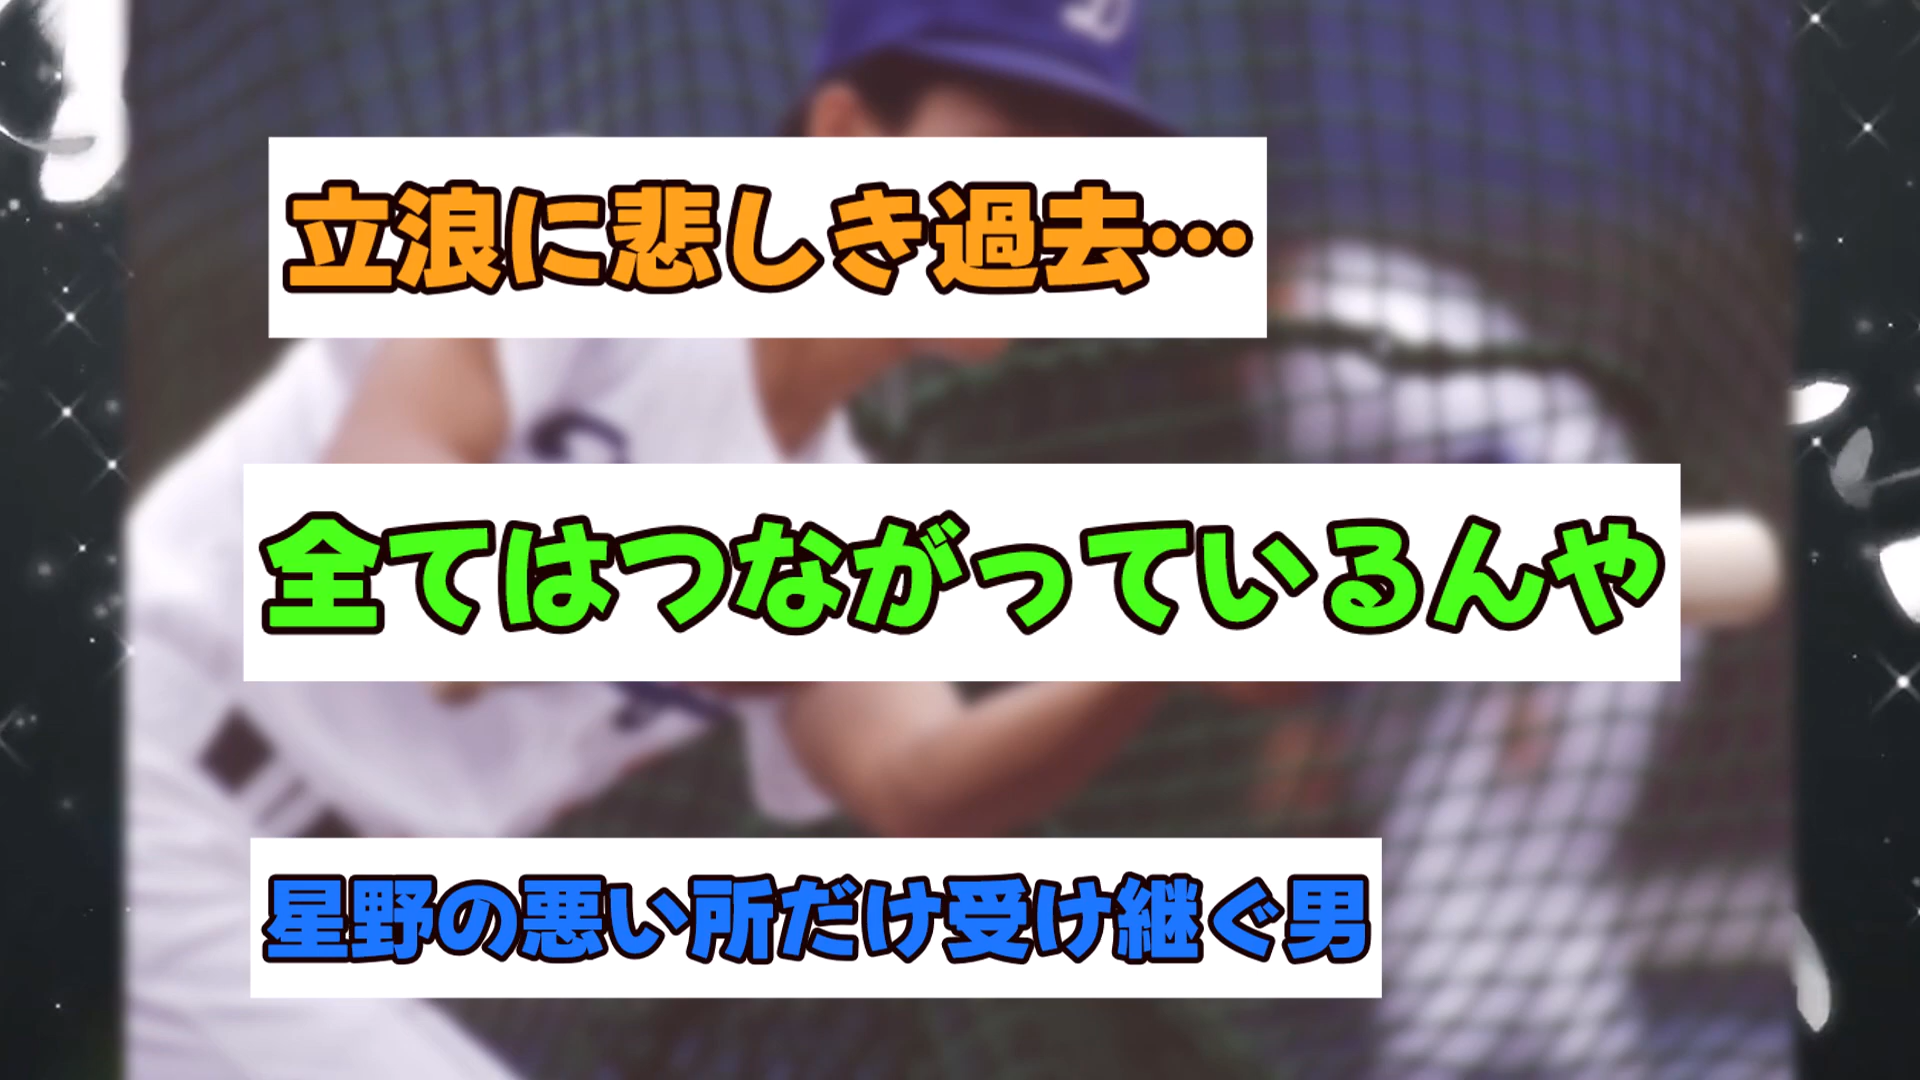 立浪に悲しき過去…
全てはつながっているんや
星野の悪い所だけ受け継ぐ男